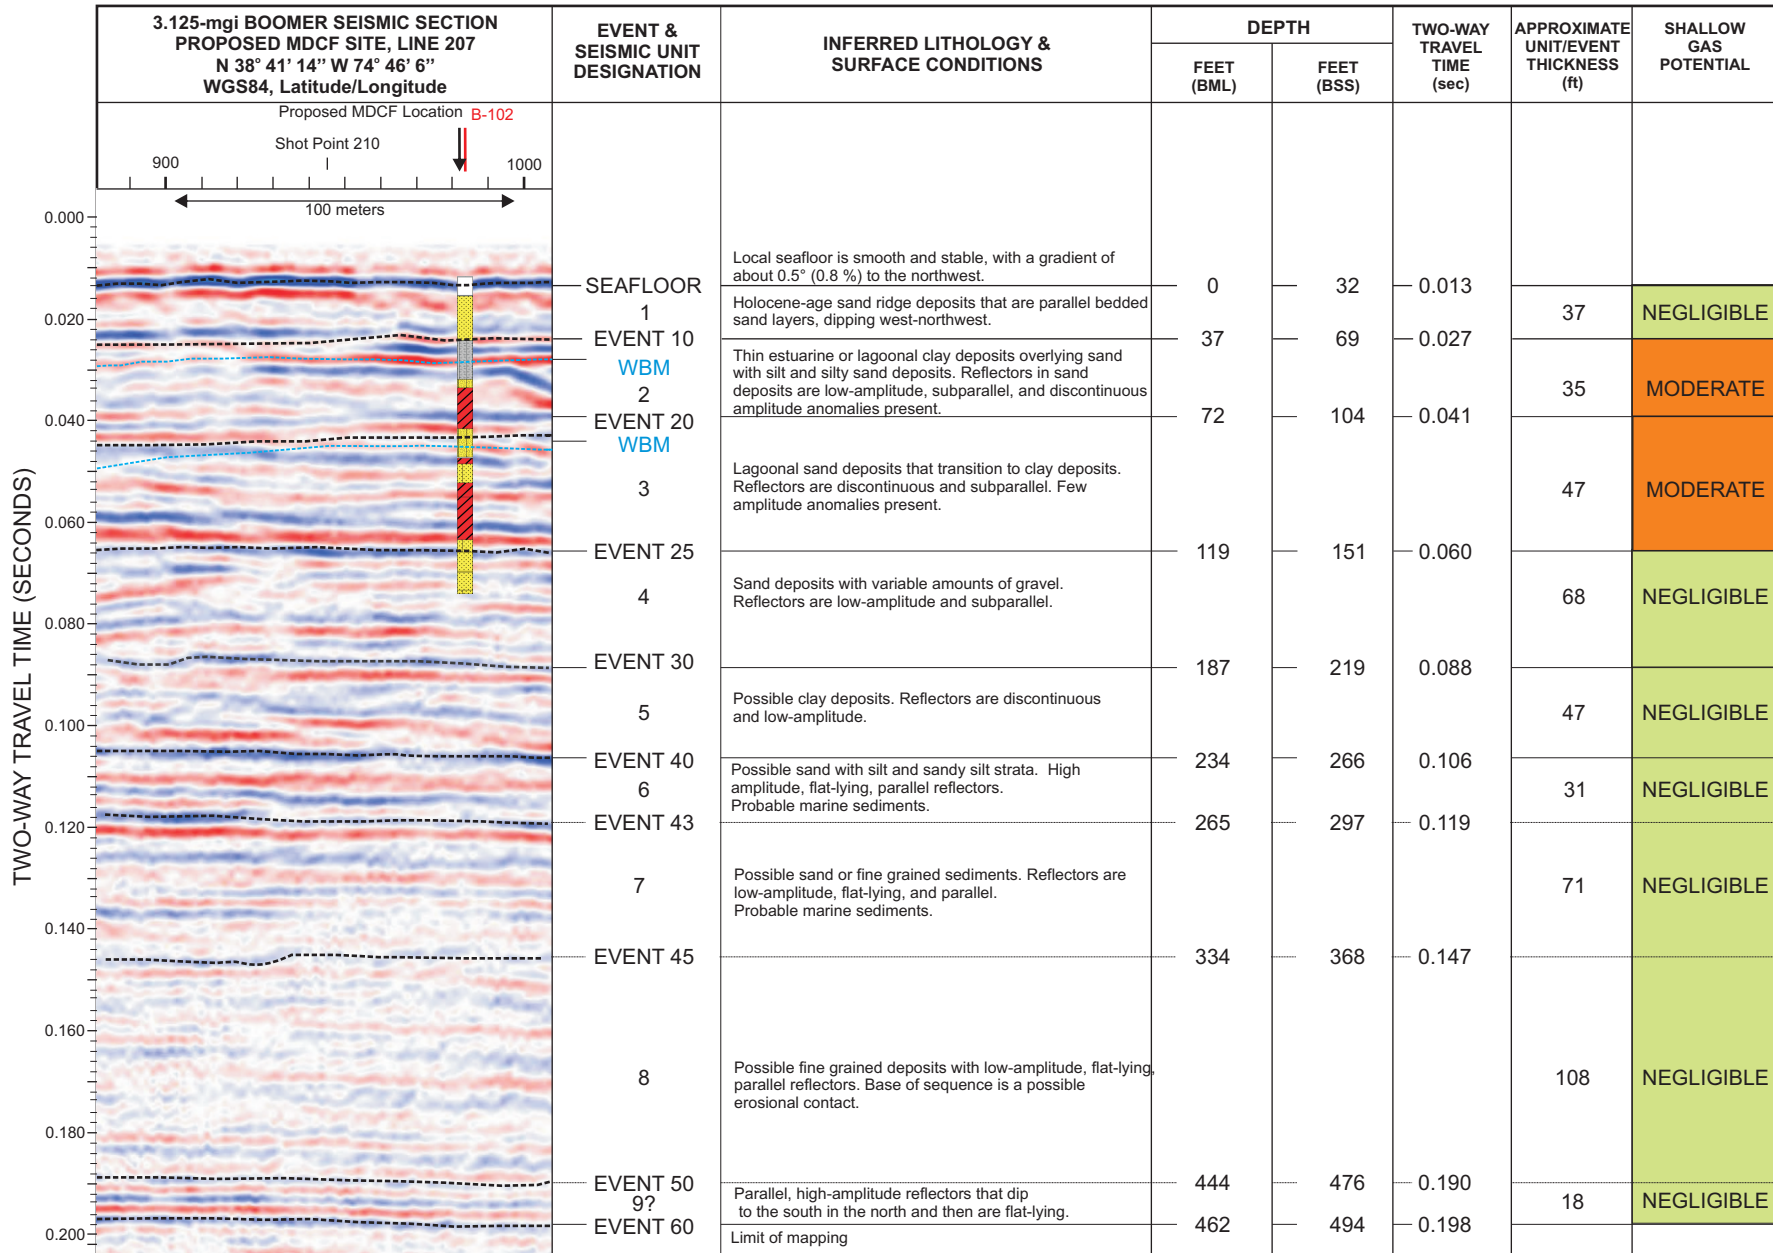 3.125-mgi BOOMER SEISMIC SECTION
PROPOSED MDCF SITE, LINE 207
N 38° 41' 14’’ W 74° 46' 6’’
WGS84, Latitude/Longitude
EVENT &
SEISMIC UNIT
DESIGNATION
INFERRED LITHOLOGY &
SURFACE CONDITIONS
DEPTH
FEET
(BML)
FEET
(BSS)
TWO-WAY
TRAVEL
TIME
(sec)
APPROXIMATE
UNIT/EVENT
THICKNESS
(ft)
SHALLOW
GAS
POTENTIAL
Proposed MDCF Location B-102
Shot Point 210
900 1000
100 meters
TWO-WAY TRAVEL TIME (SECONDS)
0.000
0.020
0.040
0.060
0.080
0.100
0.120
0.140
0.160
0.180
0.200
Local seafloor is smooth and stable, with a gradient of
about 0.5° (0.8 %) to the northwest.
SEAFLOOR 0 32 0.013
1
Holocene-age sand ridge deposits that are parallel bedded
sand layers, dipping west-northwest.
37 NEGLIGIBLE
EVENT 10 37 69 0.027
WBM
2
Thin estuarine or lagoonal clay deposits overlying sand
with silt and silty sand deposits. Reflectors in sand
deposits are low-amplitude, subparallel, and discontinuous
amplitude anomalies present.
35 MODERATE
EVENT 20 72 104 0.041
WBM
3
Lagoonal sand deposits that transition to clay deposits.
Reflectors are discontinuous and subparallel. Few
amplitude anomalies present.
47 MODERATE
EVENT 25 119 151 0.060
4
Sand deposits with variable amounts of gravel.
Reflectors are low-amplitude and subparallel.
68 NEGLIGIBLE
EVENT 30 187 219 0.088
5
Possible clay deposits. Reflectors are discontinuous
and low-amplitude.
47 NEGLIGIBLE
EVENT 40 234 266 0.106
6
Possible sand with silt and sandy silt strata. High
amplitude, flat-lying, parallel reflectors.
Probable marine sediments.
31 NEGLIGIBLE
EVENT 43 265 297 0.119
7
Possible sand or fine grained sediments. Reflectors are
low-amplitude, flat-lying, and parallel.
Probable marine sediments.
71 NEGLIGIBLE
EVENT 45 334 368 0.147
8
Possible fine grained deposits with low-amplitude, flat-lying,
parallel reflectors. Base of sequence is a possible
erosional contact.
108 NEGLIGIBLE
EVENT 50 444 476 0.190
9?
Parallel, high-amplitude reflectors that dip
to the south in the north and then are flat-lying.
18 NEGLIGIBLE
EVENT 60 462 494 0.198
Limit of mapping